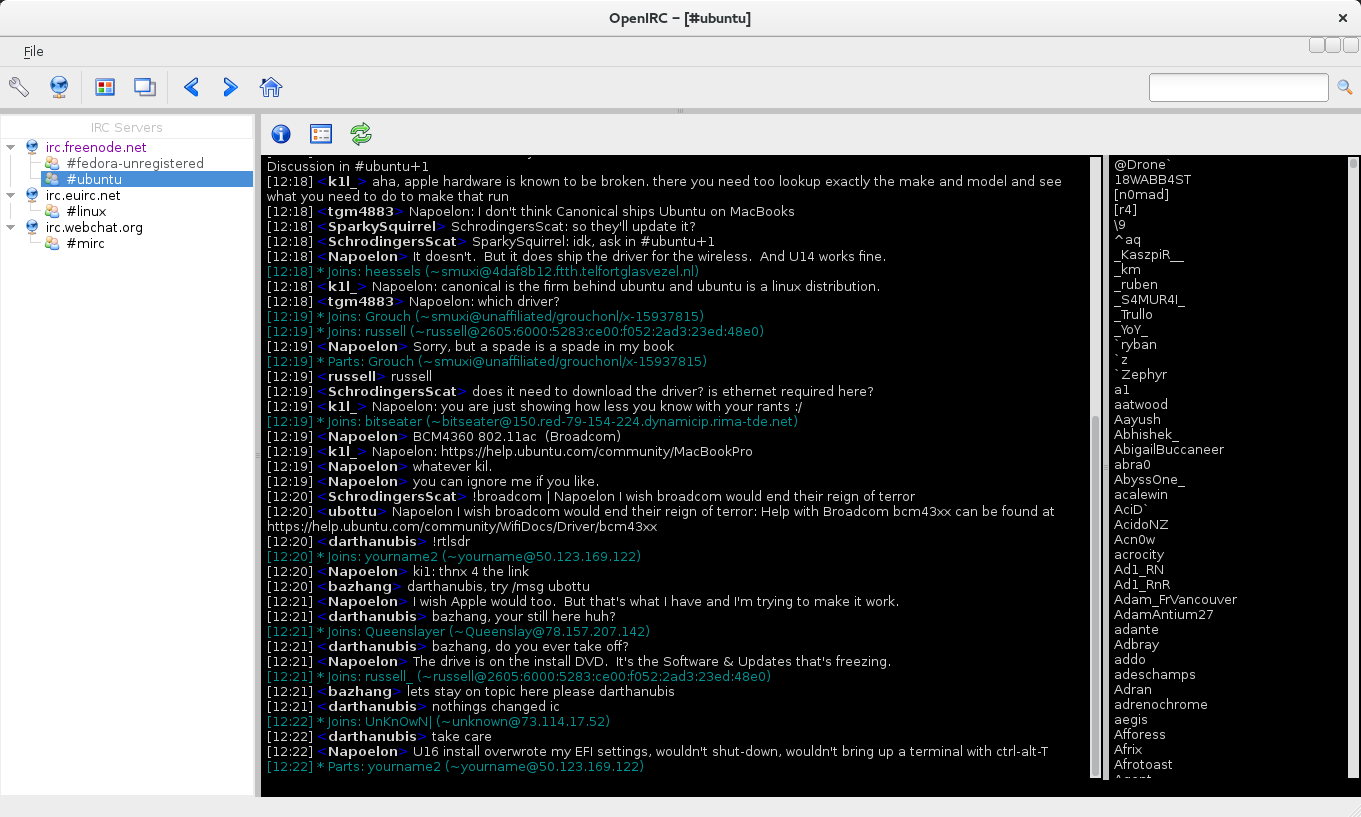 OpenIRC – [#ubuntu]
File
IRC Servers
irc.freenode.net
#fedora-unregistered
#ubuntu
irc.euirc.net
#linux
irc.webchat.org
#mirc
Discussion in #ubuntu+1
[12:18] <k1l_> aha, apple hardware is known to be broken. there you need too lookup exactly the make and model and see
what you need to do to make that run
[12:18] <tgm4883> Napoelon: I don't think Canonical ships Ubuntu on MacBooks
[12:18] <SparkySquirrel> SchrodingersScat: so they'll update it?
[12:18] <SchrodingersScat> SparkySquirrel: idk, ask in #ubuntu+1
[12:18] <Napoelon> It doesn't.  But it does ship the driver for the wireless.  And U14 works fine.
[12:18] * Joins: heessels (~smuxi@4daf8b12.ftth.telfortglasvezel.nl)
[12:18] <k1l_> Napoelon: canonical is the firm behind ubuntu and ubuntu is a linux distribution.
[12:18] <tgm4883> Napoelon: which driver?
[12:19] * Joins: Grouch (~smuxi@unaffiliated/grouchonl/x-15937815)
[12:19] * Joins: russell (~russell@2605:6000:5283:ce00:f052:2ad3:23ed:48e0)
[12:19] <Napoelon> Sorry, but a spade is a spade in my book
[12:19] * Parts: Grouch (~smuxi@unaffiliated/grouchonl/x-15937815)
[12:19] <russell> russell
[12:19] <SchrodingersScat> does it need to download the driver? is ethernet required here?
[12:19] <k1l_> Napoelon: you are just showing how less you know with your rants :/
[12:19] * Joins: bitseater (~bitseater@150.red-79-154-224.dynamicip.rima-tde.net)
[12:19] <Napoelon> BCM4360 802.11ac  (Broadcom)
[12:19] <k1l_> Napoelon: https://help.ubuntu.com/community/MacBookPro
[12:19] <Napoelon> whatever kil.
[12:19] <Napoelon> you can ignore me if you like.
[12:20] <SchrodingersScat> !broadcom | Napoelon I wish broadcom would end their reign of terror
[12:20] <ubottu> Napoelon I wish broadcom would end their reign of terror: Help with Broadcom bcm43xx can be found at
https://help.ubuntu.com/community/WifiDocs/Driver/bcm43xx
[12:20] <darthanubis> !rtlsdr
[12:20] * Joins: yourname2 (~yourname@50.123.169.122)
[12:20] <Napoelon> ki1: thnx 4 the link
[12:20] <bazhang> darthanubis, try /msg ubottu
[12:21] <Napoelon> I wish Apple would too.  But that's what I have and I'm trying to make it work.
[12:21] <darthanubis> bazhang, your still here huh?
[12:21] * Joins: Queenslayer (~Queenslay@78.157.207.142)
[12:21] <darthanubis> bazhang, do you ever take off?
[12:21] <Napoelon> The drive is on the install DVD.  It's the Software & Updates that's freezing.
[12:21] * Joins: russell_ (~russell@2605:6000:5283:ce00:f052:2ad3:23ed:48e0)
[12:21] <bazhang> lets stay on topic here please darthanubis
[12:21] <darthanubis> nothings changed ic
[12:22] * Joins: UnKnOwN| (~unknown@73.114.17.52)
[12:22] <darthanubis> take care
[12:22] <Napoelon> U16 install overwrote my EFI settings, wouldn't shut-down, wouldn't bring up a terminal with ctrl-alt-T
[12:22] * Parts: yourname2 (~yourname@50.123.169.122)
@Drone`
18WABB4ST
[n0mad]
[r4]
\9
^aq
_KaszpiR__
_km
_ruben
_S4MUR4I_
_Trullo
_YoY_
`ryban
`z
`Zephyr
a1
aatwood
Aayush
Abhishek_
AbigailBuccaneer
abra0
AbyssOne_
acalewin
AciD`
AcidoNZ
Acn0w
acrocity
Ad1_RN
Ad1_RnR
Adam_FrVancouver
AdamAntium27
adante
Adbray
addo
adeschamps
Adran
adrenochrome
aegis
Afforess
Afrix
Afrotoast